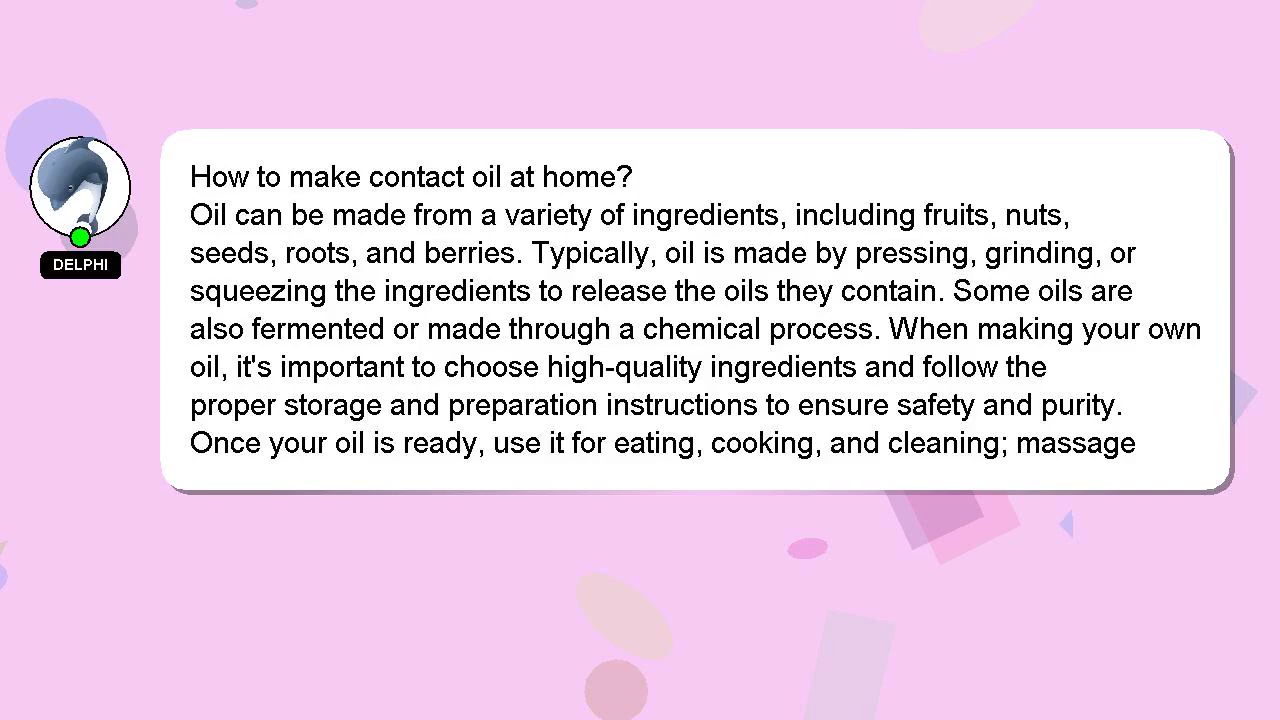 How to make contact oil at home?
Oil can be made from a variety of ingredients, including fruits, nuts,
seeds, roots, and berries. Typically, oil is made by pressing, grinding, or
squeezing the ingredients to release the oils they contain. Some oils are
also fermented or made through a chemical process. When making your own
oil, it's important to choose high-quality ingredients and follow the
proper storage and preparation instructions to ensure safety and purity.
Once your oil is ready, use it for eating, cooking, and cleaning; massage
DELPHI